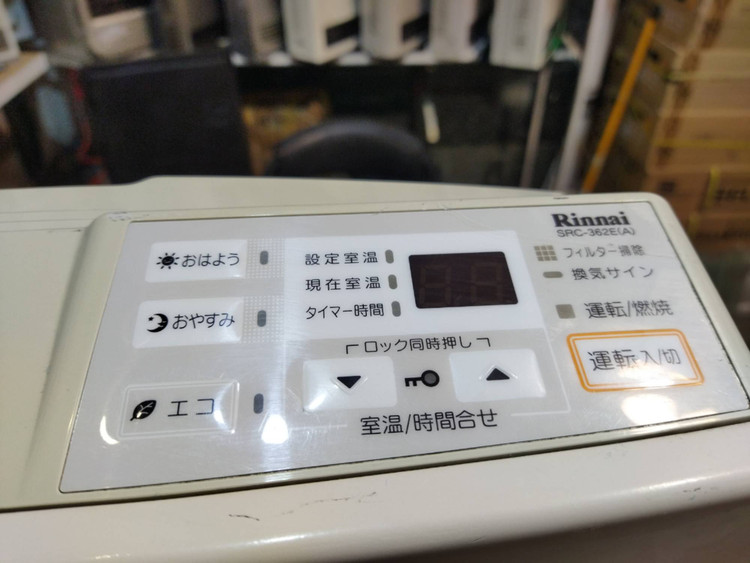 Rinnai
SRC-362E(A)
おはよう
おやすみ
エコ
設定室温
現在室温
タイマー時間
ロック同時押し
室温/時間合せ
フィルター掃除
換気サイン
運転/燃焼
運転入/切